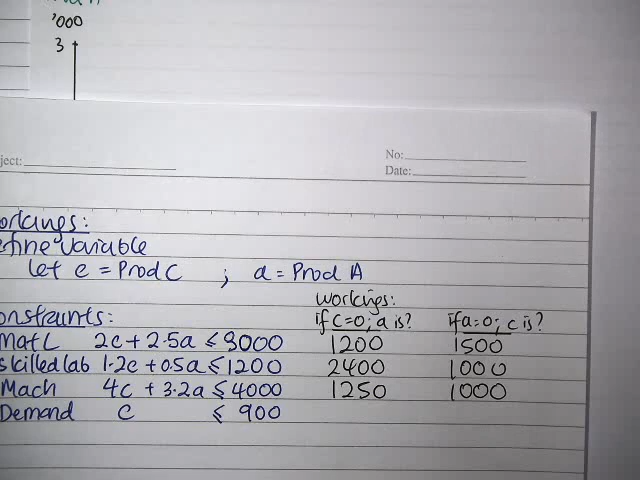 '000
3
ject:
No:
Date:
orkings:
efine variable
let c = Prod C ; a = Prod A
workings:
onstraints: if c=0; a is? if a=0; c is?
Mat L 2c + 2.5a ≤ 3000 1200 1500
skilled lab 1.2c + 0.5a ≤ 1200 2400 1000
Mach 4c + 3.2a ≤ 4000 1250 1000
Demand c ≤ 900